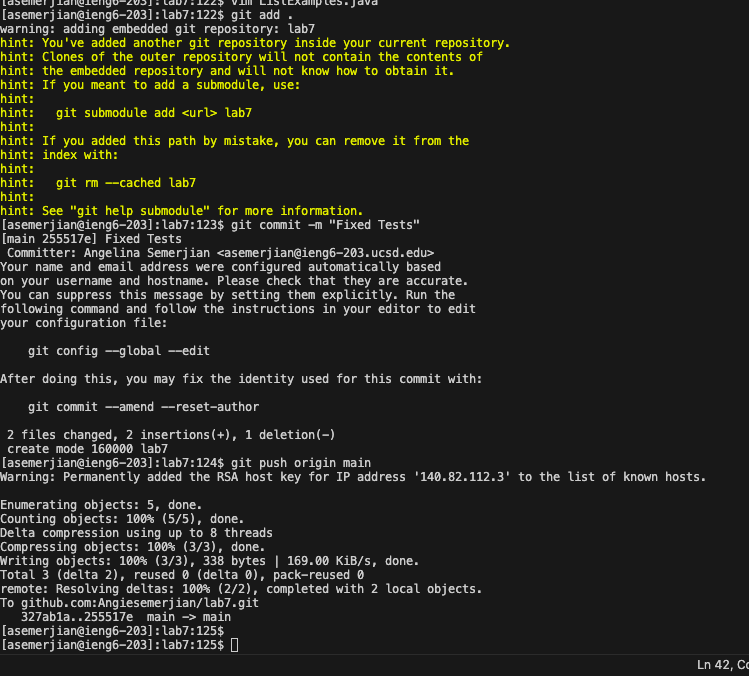 [asemerjian@ieng6-203]:lab7:122$ vim ListExamples.java
[asemerjian@ieng6-203]:lab7:122$ git add .
warning: adding embedded git repository: lab7
hint: You've added another git repository inside your current repository.
hint: Clones of the outer repository will not contain the contents of
hint: the embedded repository and will not know how to obtain it.
hint: If you meant to add a submodule, use:
hint:
hint:   git submodule add <url> lab7
hint:
hint: If you added this path by mistake, you can remove it from the
hint: index with:
hint:
hint:   git rm --cached lab7
hint:
hint: See "git help submodule" for more information.
[asemerjian@ieng6-203]:lab7:123$ git commit -m "Fixed Tests"
[main 255517e] Fixed Tests
 Committer: Angelina Semerjian <asemerjian@ieng6-203.ucsd.edu>
Your name and email address were configured automatically based
on your username and hostname. Please check that they are accurate.
You can suppress this message by setting them explicitly. Run the
following command and follow the instructions in your editor to edit
your configuration file:
    git config --global --edit
After doing this, you may fix the identity used for this commit with:
    git commit --amend --reset-author
 2 files changed, 2 insertions(+), 1 deletion(-)
 create mode 160000 lab7
[asemerjian@ieng6-203]:lab7:124$ git push origin main
Warning: Permanently added the RSA host key for IP address '140.82.112.3' to the list of known hosts.
Enumerating objects: 5, done.
Counting objects: 100% (5/5), done.
Delta compression using up to 8 threads
Compressing objects: 100% (3/3), done.
Writing objects: 100% (3/3), 338 bytes | 169.00 KiB/s, done.
Total 3 (delta 2), reused 0 (delta 0), pack-reused 0
remote: Resolving deltas: 100% (2/2), completed with 2 local objects.
To github.com:Angiesemerjian/lab7.git
   327ab1a..255517e  main -> main
[asemerjian@ieng6-203]:lab7:125$
[asemerjian@ieng6-203]:lab7:125$
Ln 42, Co